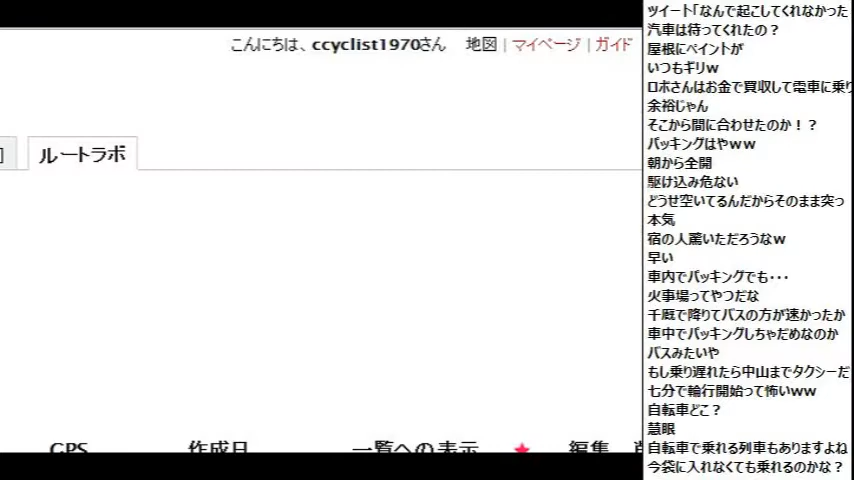 こんにちは、ccyclist1970さん 地図 | マイページ | ガイド
ルートラボ
GPS 作成日 一覧への表示 ★ 編集
ツイート「なんで起こしてくれなかった
汽車は待ってくれたの？
屋根にペイントが
いつもギリｗ
ロボさんはお金で買収して電車に乗り
余裕じゃん
そこから間に合わせたのか！？
パッキングはやｗｗ
朝から全開
駆け込み危ない
どうせ空いてるんだからそのまま突っ
本気
宿の人驚いただろうなｗ
早い
車内でパッキングでも・・・
火事場ってやつだな
千厩で降りてバスの方が速かったか
車中でパッキングしちゃだめなのか
バスみたいや
もし乗り遅れたら中山までタクシーだ
七分で輪行開始って怖いｗｗ
自転車どこ？
慧眼
自転車で乗れる列車もありますよね
今袋に入れなくても乗れるのかな？